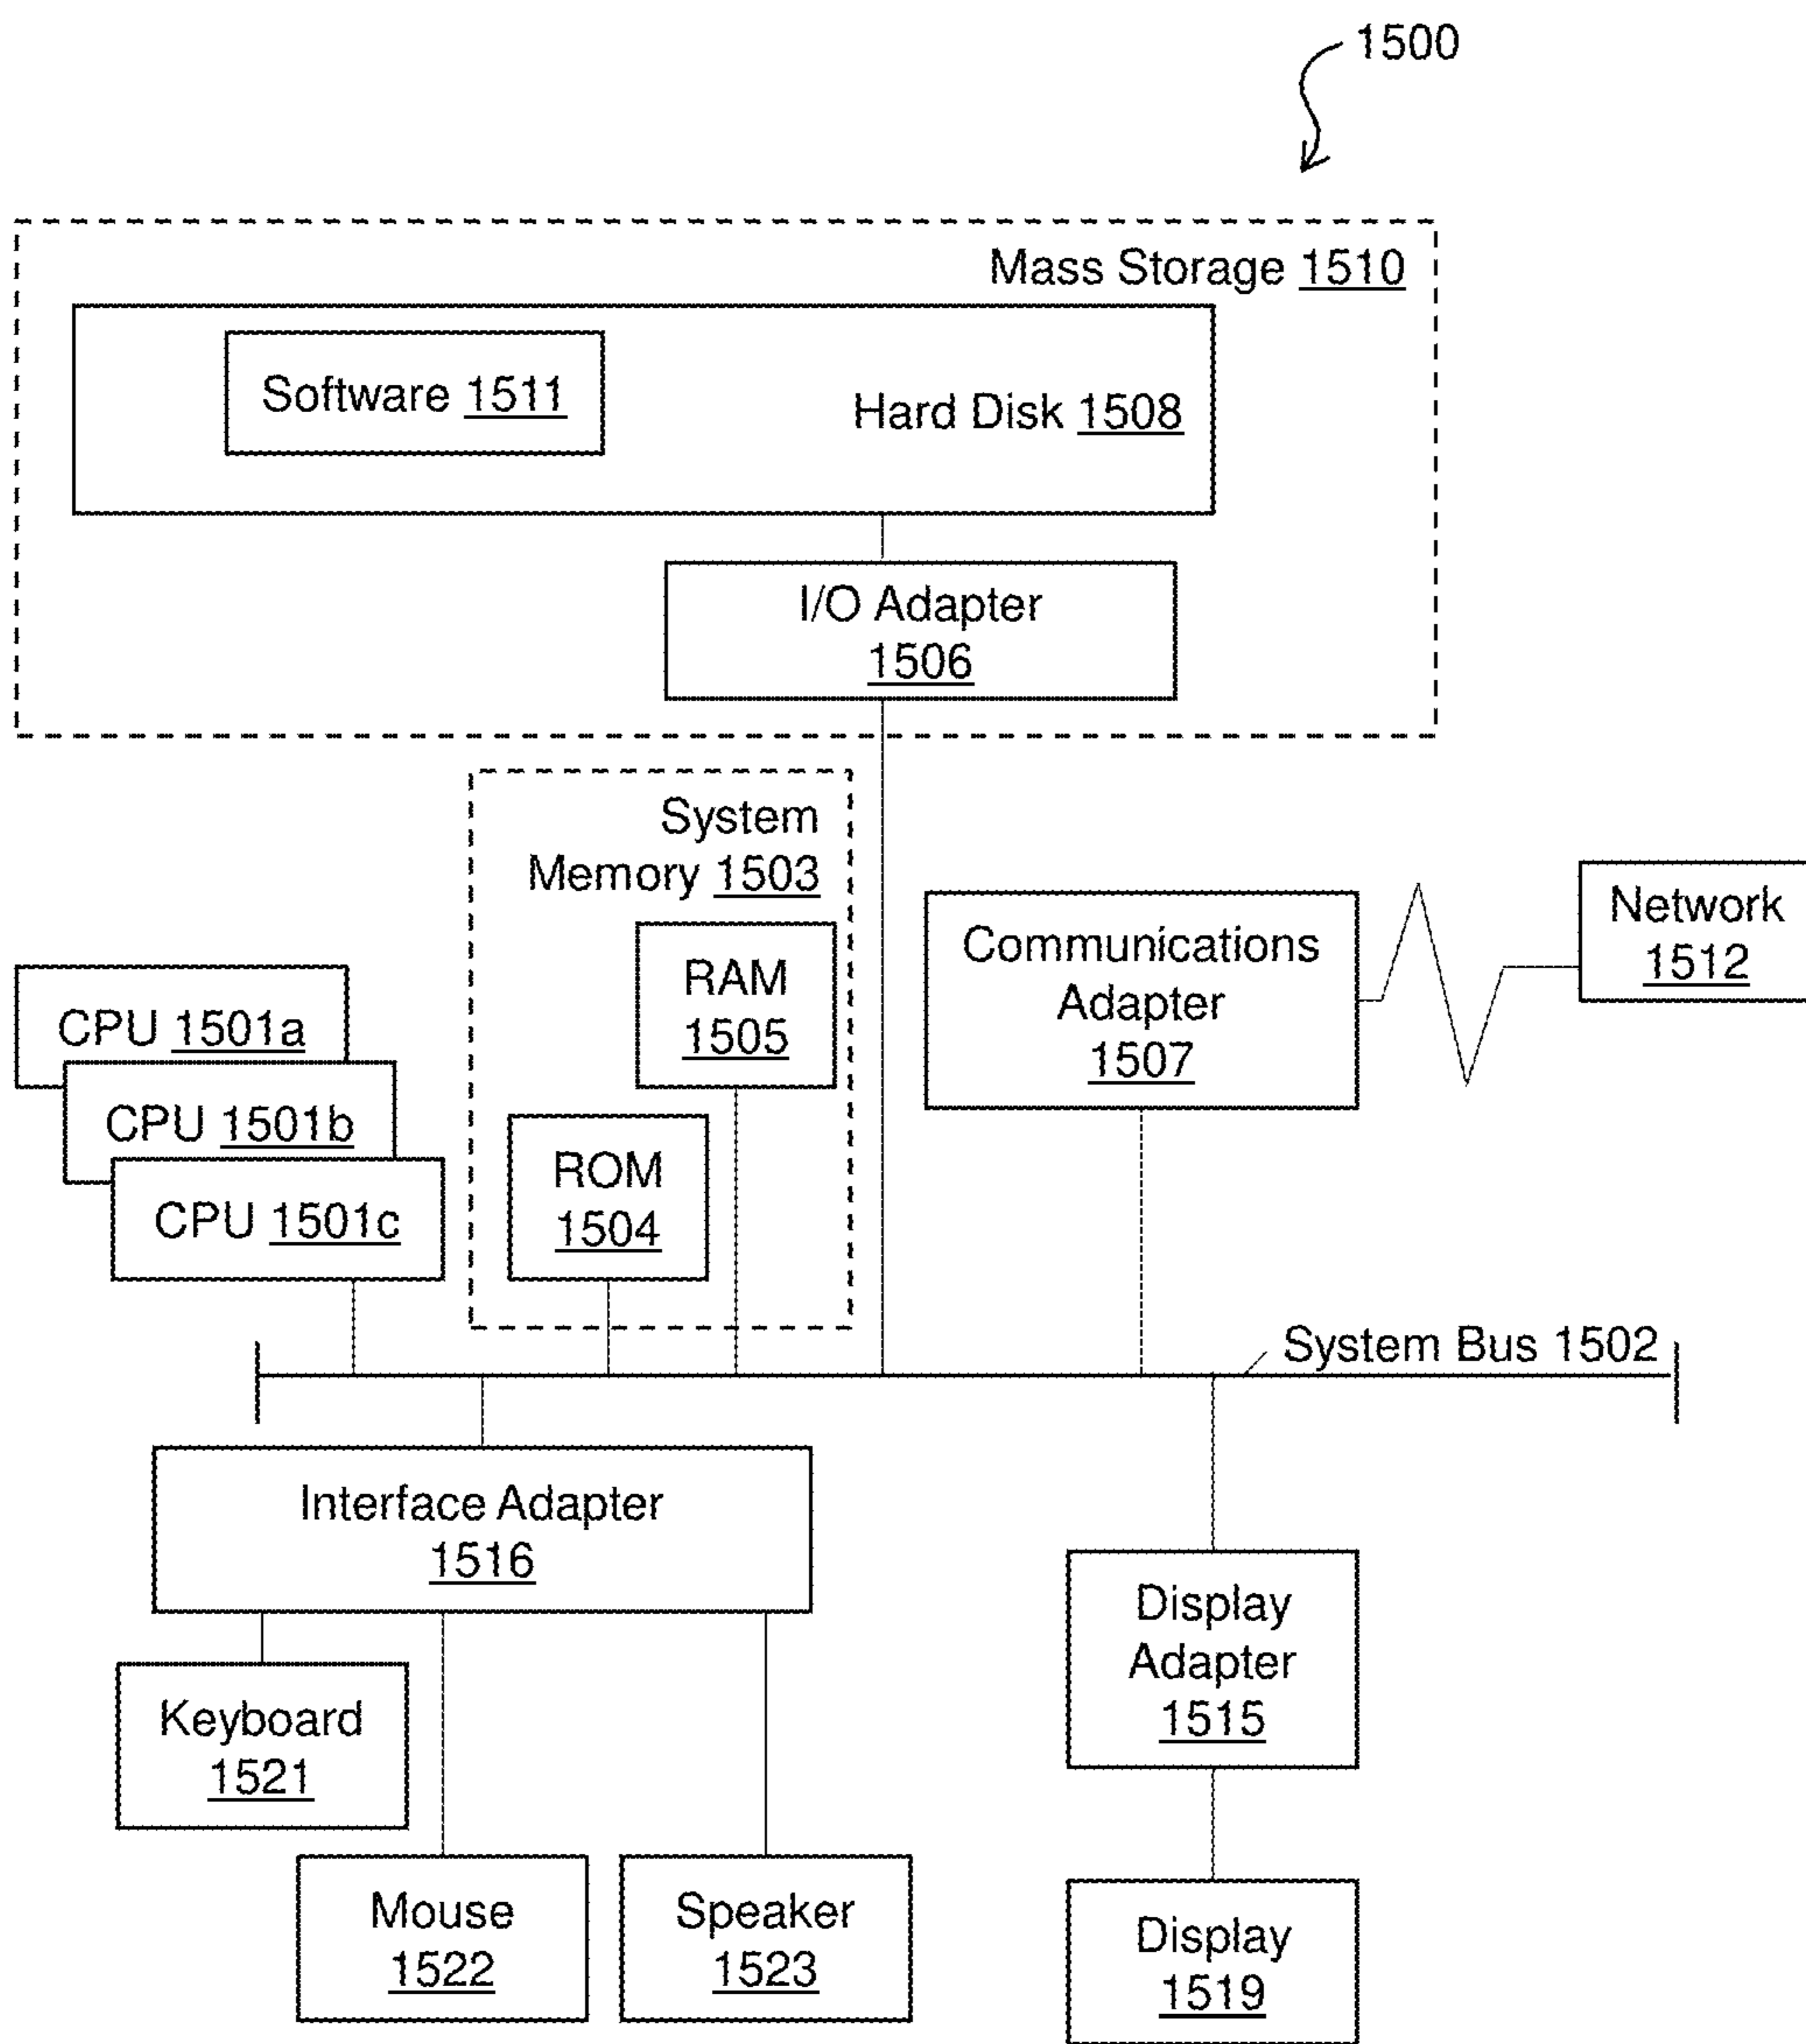 1500
Mass Storage 1510
Software 1511
Hard Disk 1508
I/O Adapter
1506
System
Memory 1503
RAM
1505
ROM
1504
Communications
Adapter
1507
Network
1512
CPU 1501a
CPU 1501b
CPU 1501c
System Bus 1502
Interface Adapter
1516
Keyboard
1521
Mouse
1522
Speaker
1523
Display
Adapter
1515
Display
1519